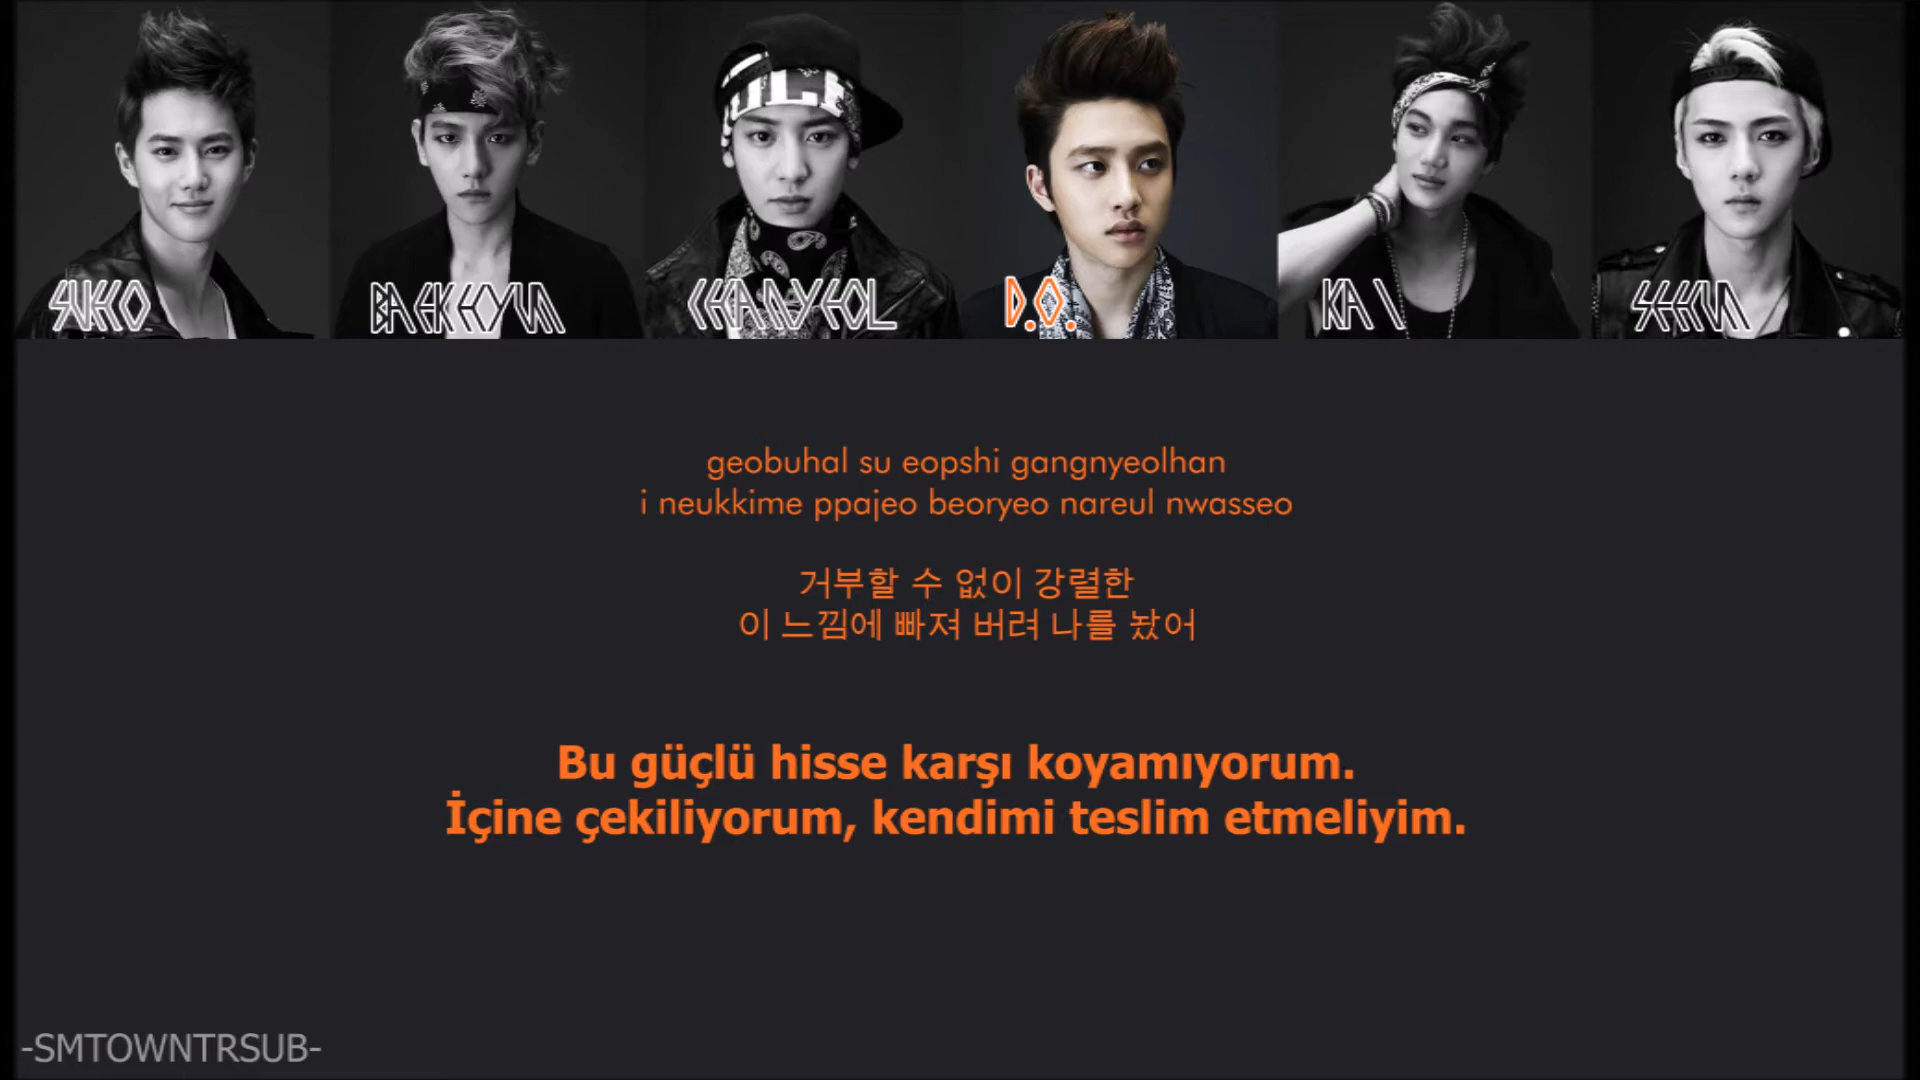 SUHO
BAEKHYUN
CHANYEOL
D.O.
KAI
SEHUN
geobuhal su eopshi gangnyeolhan
i neukkime ppajeo beoryeo nareul nwasseo
거부할 수 없이 강렬한
이 느낌에 빠져 버려 나를 놨어
Bu güçlü hisse karşı koyamıyorum.
İçine çekiliyorum, kendimi teslim etmeliyim.
-SMTOWNTRSUB-